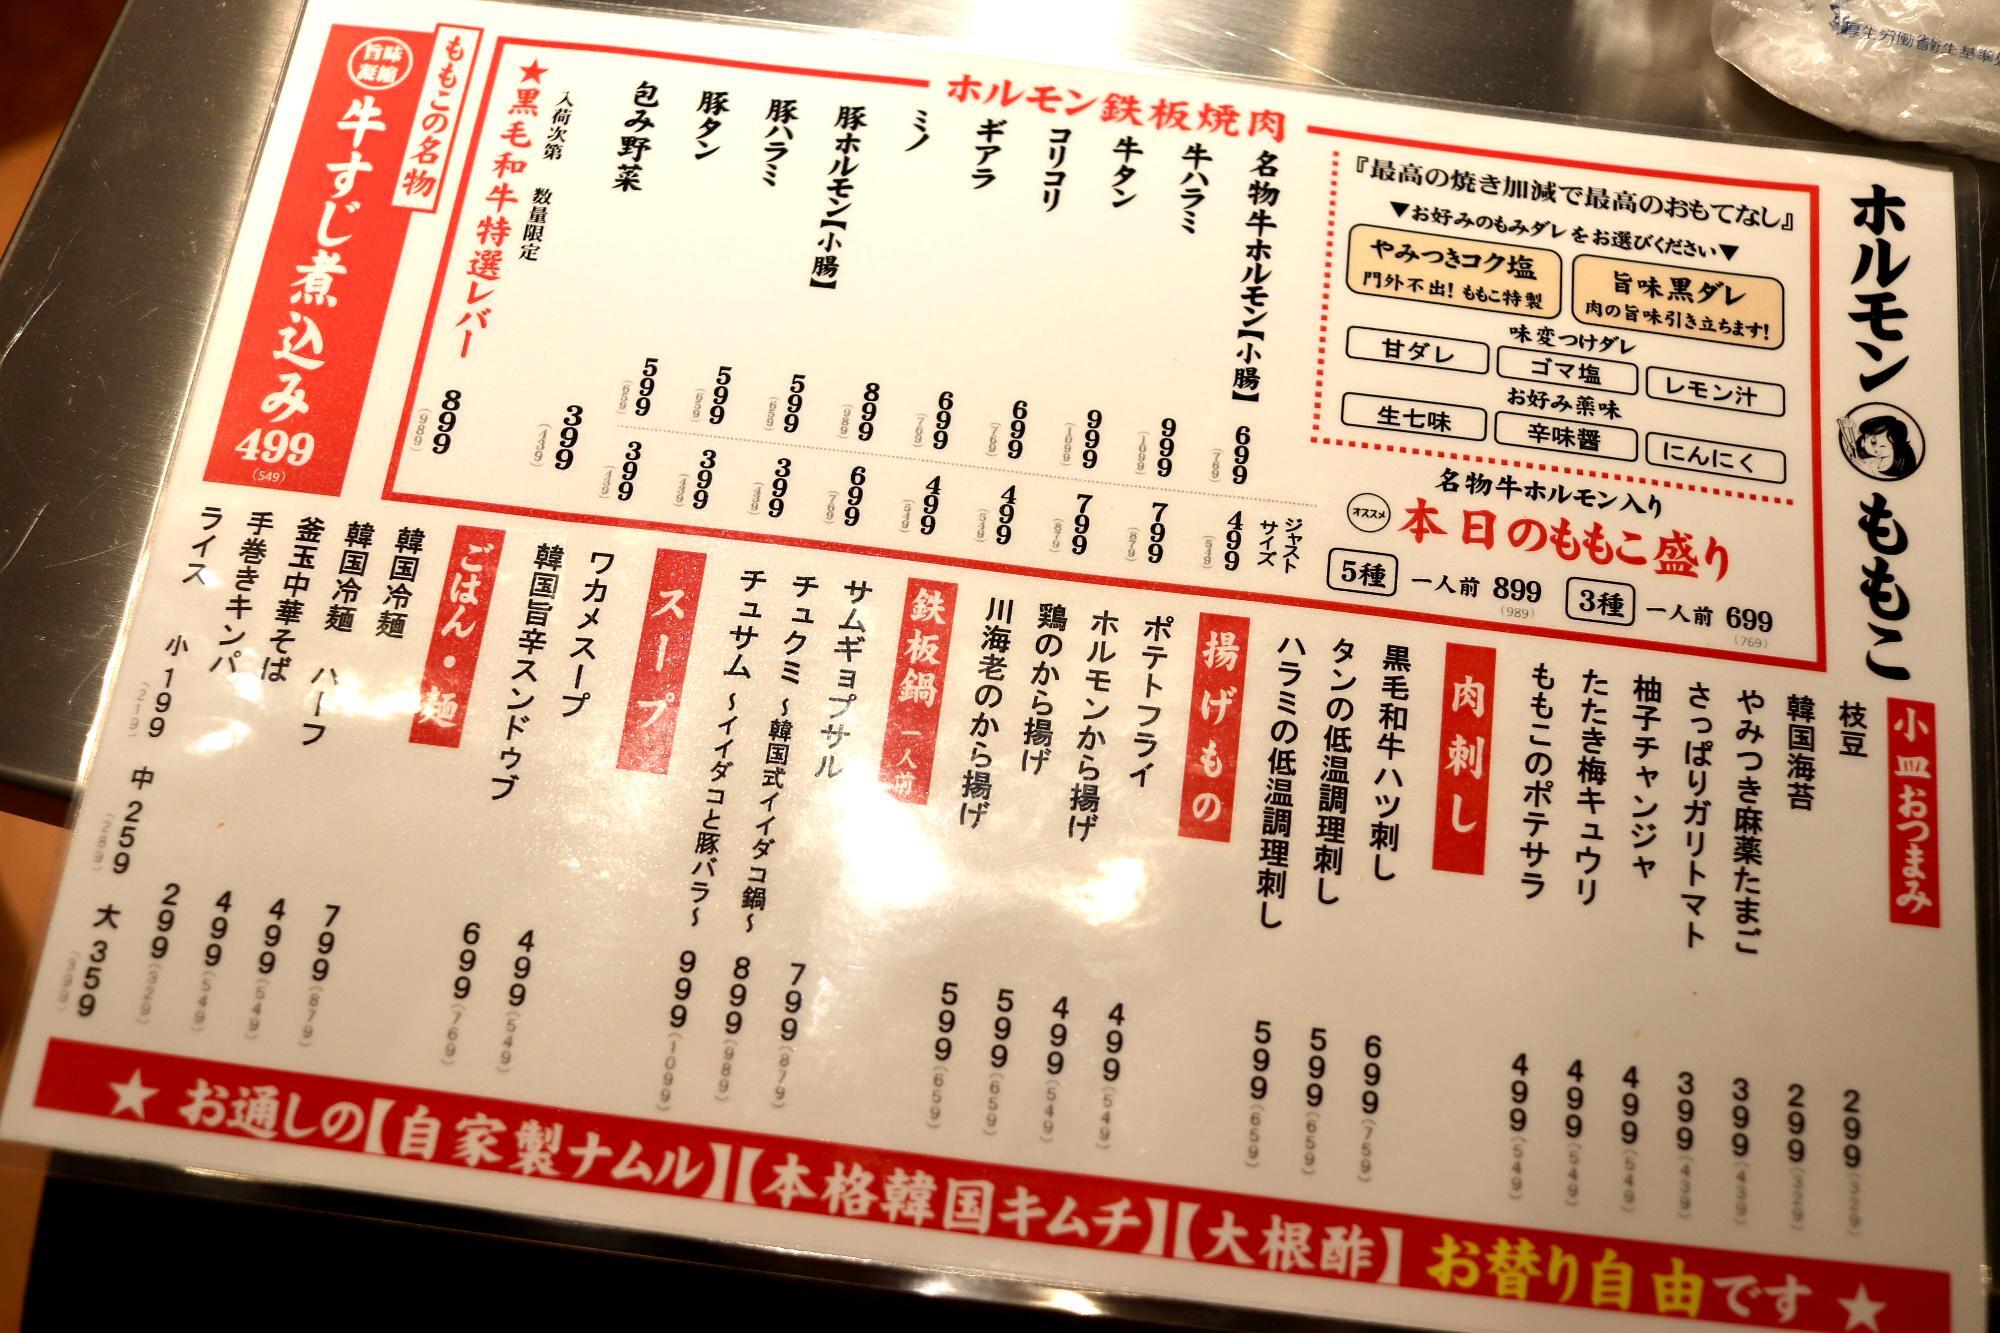 ホルモン ももこ
ホルモン鉄板焼肉
『最高の焼き加減で最高のおもてなし』
▼お好みのもみダレをお選びください▼
やみつきコク塩
門外不出！ももこ特製
旨味黒ダレ
肉の旨味引き立ちます！
味変つけダレ
甘ダレ ゴマ塩 レモン汁
お好み薬味
生七味 辛味醤 にんにく
名物牛ホルモン入り
オススメ 本日のももこ盛り
5種 一人前 899 (989) 3種 一人前 699 (769)
ジャストサイズ
名物牛ホルモン【小腸】 699 (769) 499 (549)
牛ハラミ 999 (1099) 799 (879)
牛タン 999 (1099) 799 (879)
コリコリ 699 (769) 499 (549)
ギアラ 699 (769) 499 (549)
ミノ 899 (989) 699 (769)
豚ホルモン【小腸】 599 (659) 399 (439)
豚ハラミ 599 (659) 399 (439)
豚タン 599 (659) 399 (439)
包み野菜 399 (439)
入荷次第 数量限定
★黒毛和牛特選レバー 899 (989)
ももこの名物
旨味凝縮 牛すじ煮込み 499 (549)
小皿おつまみ
枝豆 299 (329)
韓国海苔 299 (329)
やみつき麻薬たまご 399 (439)
さっぱりガリトマト 399 (439)
柚子チャンジャ 499 (549)
たたき梅キュウリ 499 (549)
ももこのポテサラ 499 (549)
肉刺し
黒毛和牛ハツ刺し 699 (759)
タンの低温調理刺し 599 (659)
ハラミの低温調理刺し 599 (659)
揚げもの
ポテトフライ 499 (549)
ホルモンから揚げ 499 (549)
鶏のから揚げ 599 (659)
川海老のから揚げ 599 (659)
鉄板鍋 一人前
サムギョプサル 799 (879)
チュクミ ～韓国式イイダコ鍋～ 899 (989)
チュサム ～イイダコと豚バラ～ 999 (1099)
スープ
ワカメスープ 499 (549)
韓国旨辛スンドゥブ 699 (769)
ごはん・麺
韓国冷麺 799 (879)
韓国冷麺 ハーフ 499 (549)
釜玉中華そば 499 (549)
手巻きキンパ 299 (329)
ライス 小 199 (219) 中 259 (289) 大 359 (399)
★ お通しの【自家製ナムル】【本格韓国キムチ】【大根酢】お替り自由です ★
厚生労働省衛生基準